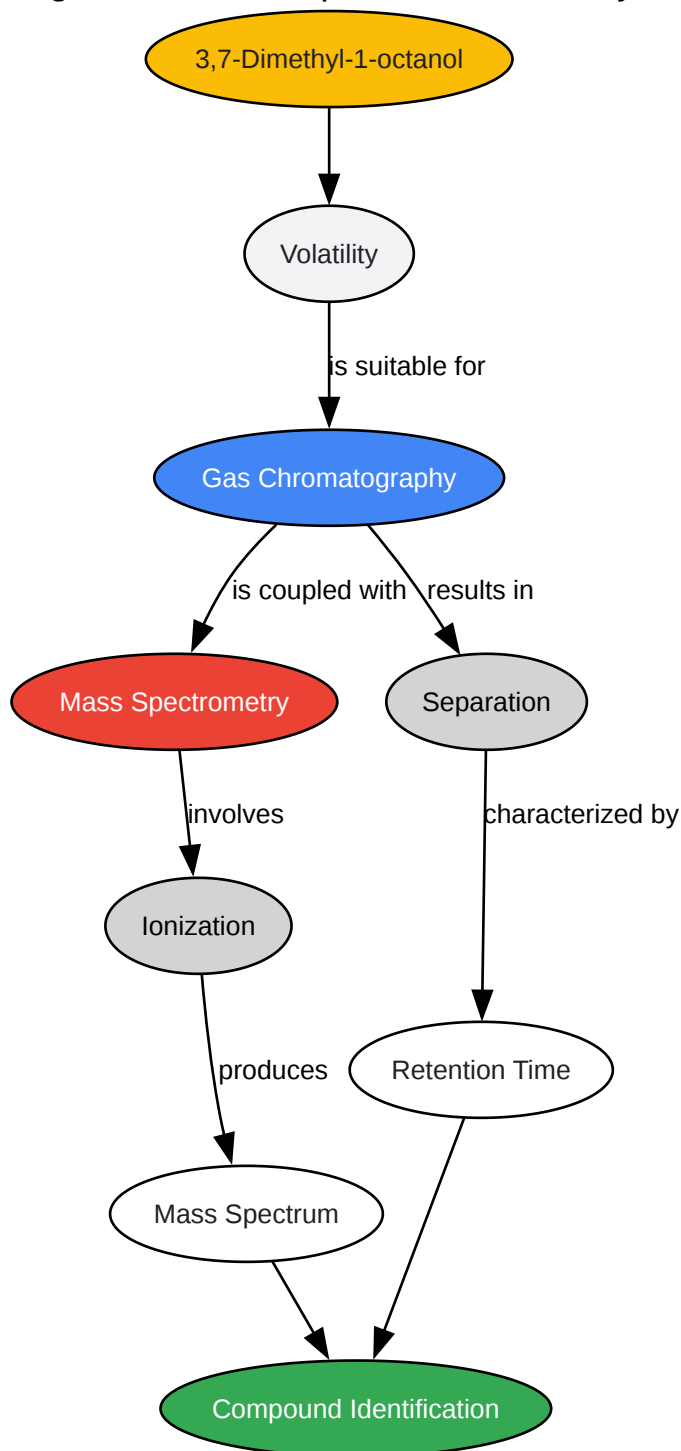 3,7-Dimethyl-1-octanol
Volatility
is suitable for
Gas Chromatography
is coupled with
results in
Mass Spectrometry
Separation
involves
characterized by
Ionization
produces
Retention Time
Mass Spectrum
Compound Identification